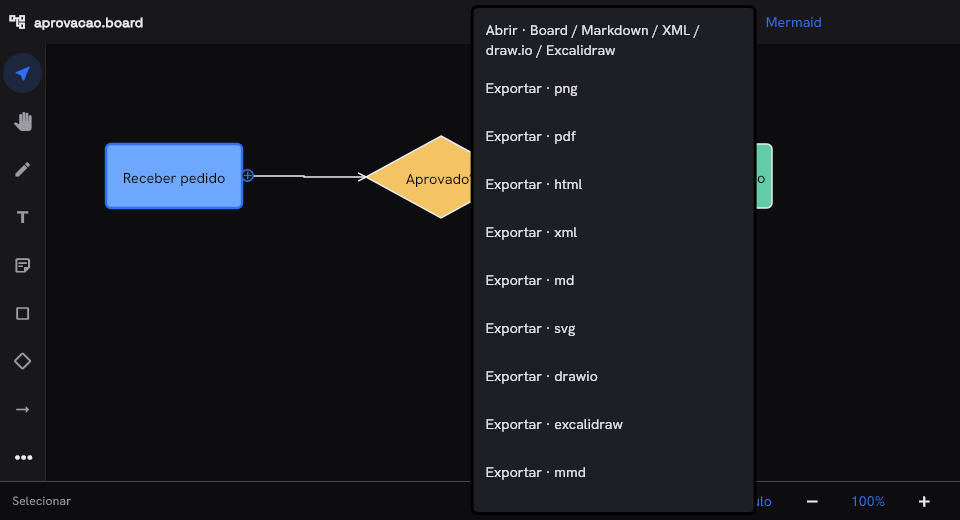 aprovacao.board
Mermaid
Abrir · Board / Markdown / XML /
draw.io / Excalidraw
Exportar · png
Exportar · pdf
Exportar · html
Exportar · xml
Exportar · md
Exportar · svg
Exportar · drawio
Exportar · excalidraw
Exportar · mmd
Receber pedido
Aprovado?
Selecionar
100%